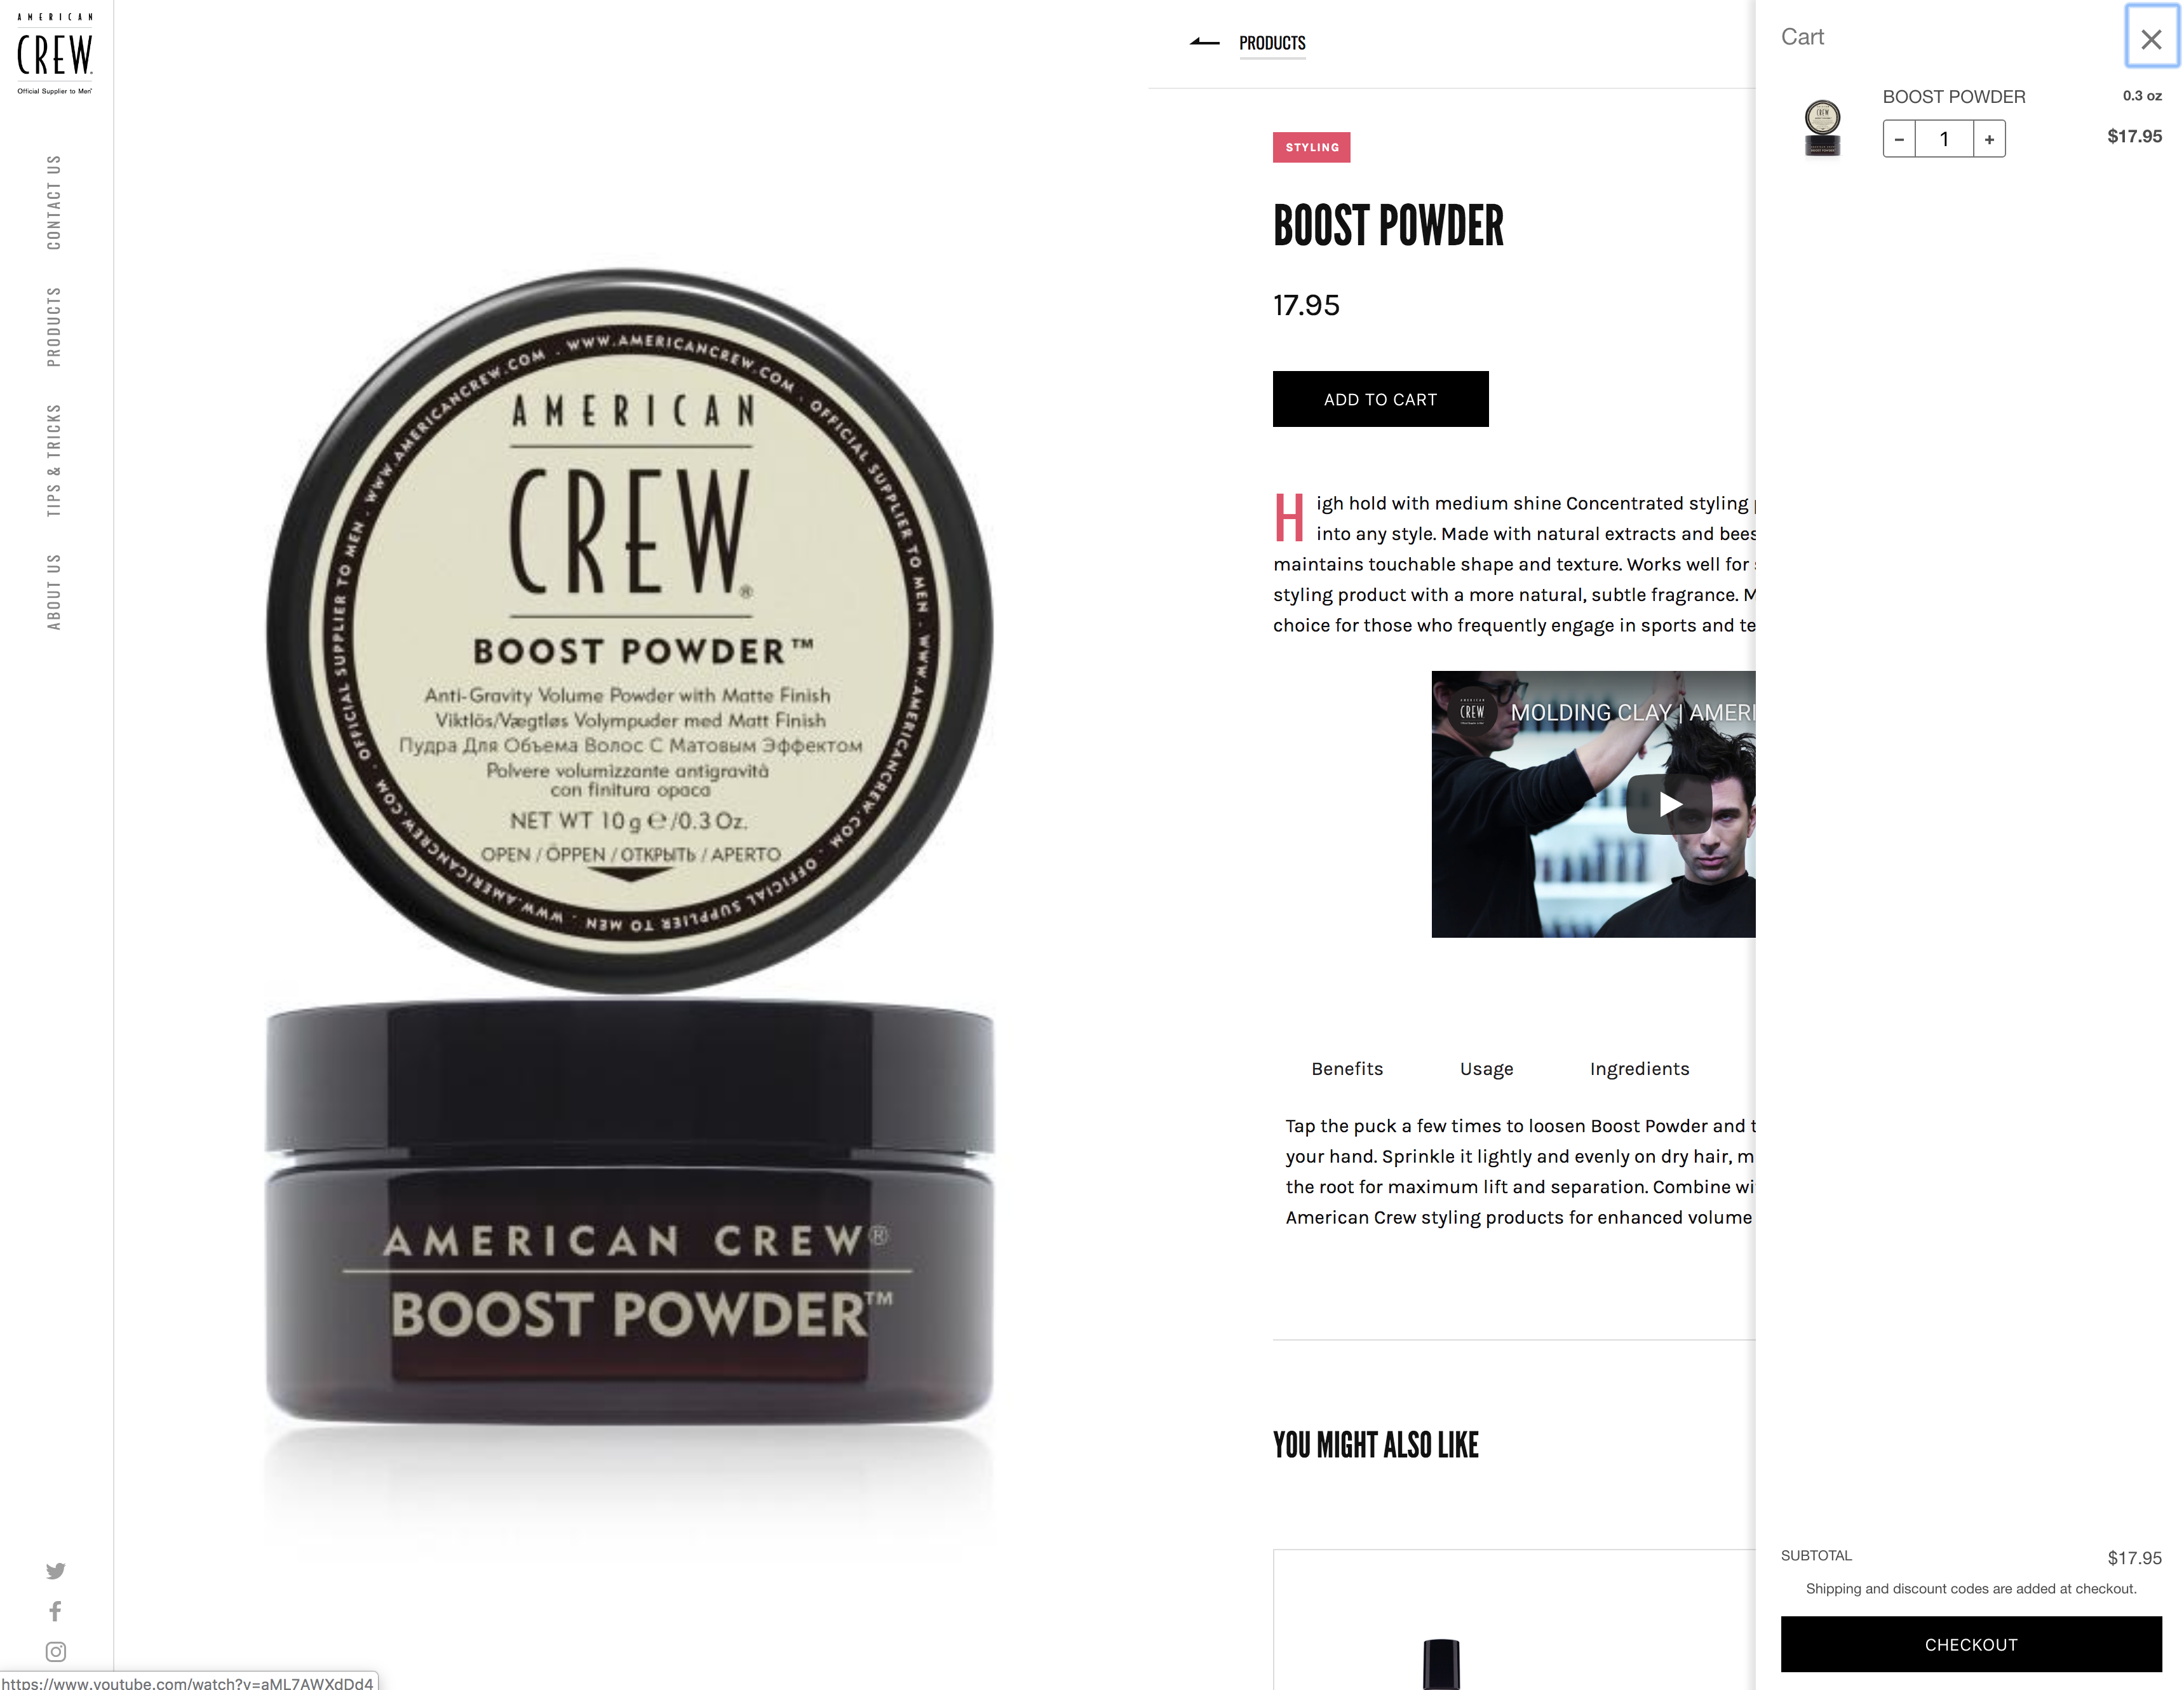 AMERICAN
CREW
Official Supplier to Men®
CONTACT US
PRODUCTS
TIPS & TRICKS
ABOUT US
https://www.youtube.com/watch?v=aML7AWXdDd4
WWW.AMERICANCREW.COM . OFFICIAL SUPPLIER TO MEN . WWW.AMERICANCREW.COM . OFFICIAL SUPPLIER TO MEN . WWW.AMERICANCREW.COM . OFFICIAL SUPPLIER TO MEN .
AMERICAN
CREW®
BOOST POWDER™
Anti-Gravity Volume Powder with Matte Finish
Viktlös/Vægtløs Volympuder med Matt Finish
Пудра Для Объема Волос С Матовым Эффектом
Polvere volumizzante antigravità
con finitura opaca
NET WT 10 g ℮/0.3 Oz.
OPEN / ÖPPEN / ОТКРЫТЬ / APERTO
AMERICAN CREW®
BOOST POWDER™
PRODUCTS
STYLING
BOOST POWDER
17.95
ADD TO CART
High hold with medium shine Concentrated styling
into any style. Made with natural extracts and bees
maintains touchable shape and texture. Works well for
styling product with a more natural, subtle fragrance. M
choice for those who frequently engage in sports and te
AMERICAN
CREW
MOLDING CLAY | AMERI
Benefits Usage Ingredients
Tap the puck a few times to loosen Boost Powder and t
your hand. Sprinkle it lightly and evenly on dry hair, m
the root for maximum lift and separation. Combine wi
American Crew styling products for enhanced volume
YOU MIGHT ALSO LIKE
Cart
BOOST POWDER 0.3 oz
− 1 + $17.95
SUBTOTAL $17.95
Shipping and discount codes are added at checkout.
CHECKOUT